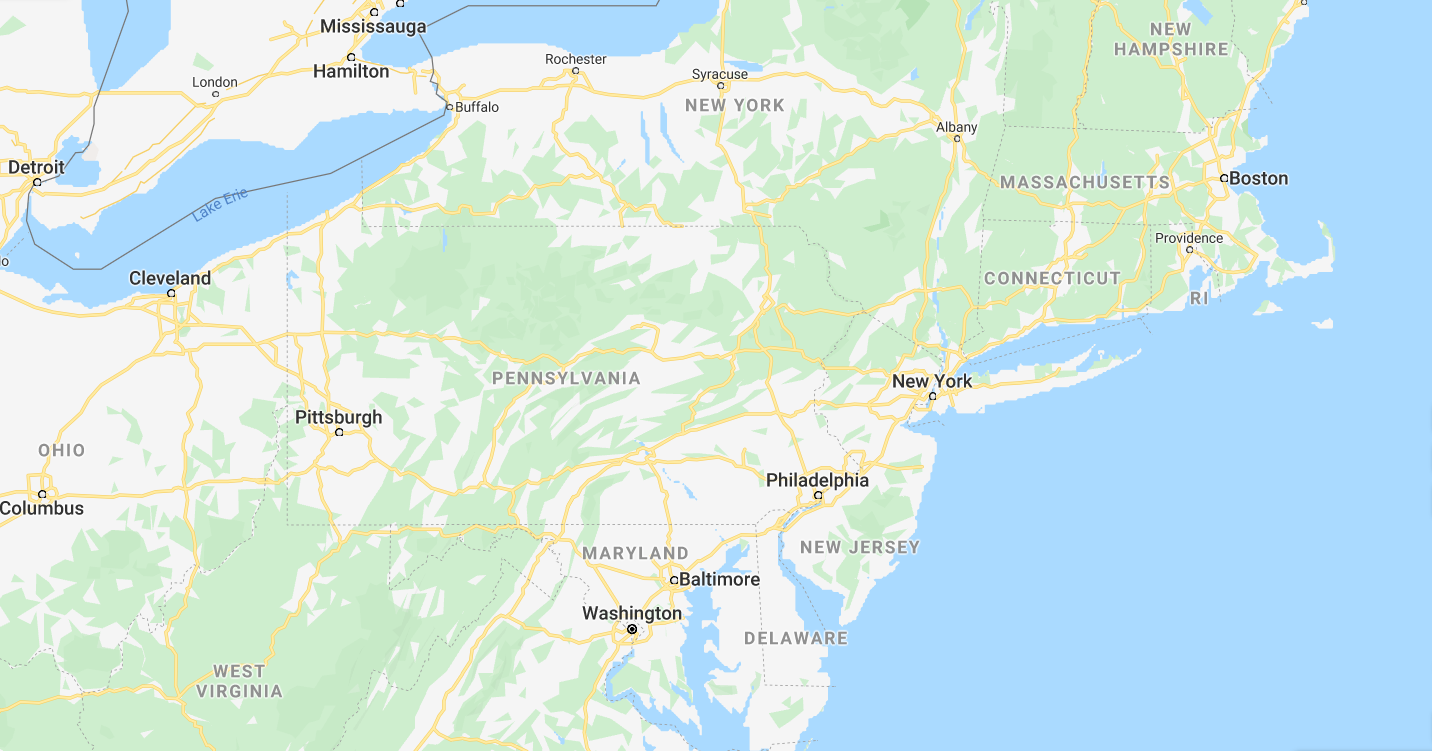 Mississauga
Hamilton
London
Rochester
Syracuse
Buffalo
NEW YORK
Albany
NEW
HAMPSHIRE
Detroit
MASSACHUSETTS
Boston
Lake Erie
Providence
lo
Cleveland
CONNECTICUT
RI
PENNSYLVANIA
New York
Pittsburgh
OHIO
Philadelphia
Columbus
MARYLAND
NEW JERSEY
Baltimore
Washington
DELAWARE
WEST
VIRGINIA